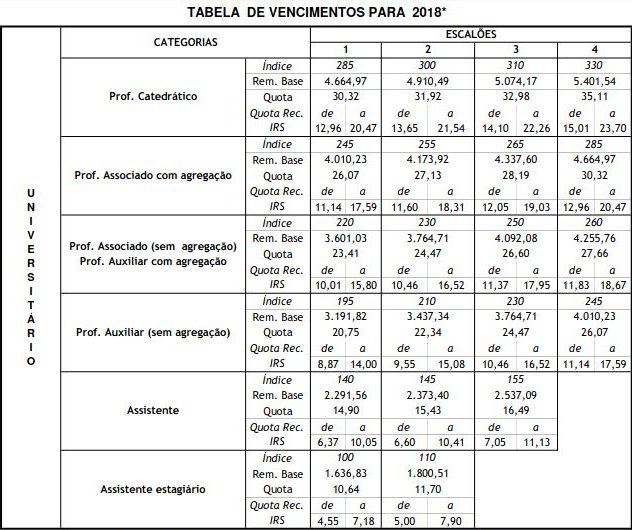 TABELA DE VENCIMENTOS PARA 2018*
CATEGORIAS ESCALÕES
1 2 3 4
UNIVERSITÁRIO
Prof. Catedrático
Índice 285 300 310 330
Rem. Base 4.664,97 4.910,49 5.074,17 5.401,54
Quota 30,32 31,92 32,98 35,11
Quota Rec. de a de a de a de a
IRS 12,96 20,47 13,65 21,54 14,10 22,26 15,01 23,70
Prof. Associado com agregação
Índice 245 255 265 285
Rem. Base 4.010,23 4.173,92 4.337,60 4.664,97
Quota 26,07 27,13 28,19 30,32
Quota Rec. de a de a de a de a
IRS 11,14 17,59 11,60 18,31 12,05 19,03 12,96 20,47
Prof. Associado (sem agregação)
Prof. Auxiliar com agregação
Índice 220 230 250 260
Rem. Base 3.601,03 3.764,71 4.092,08 4.255,76
Quota 23,41 24,47 26,60 27,66
Quota Rec. de a de a de a de a
IRS 10,01 15,80 10,46 16,52 11,37 17,95 11,83 18,67
Prof. Auxiliar (sem agregação)
Índice 195 210 230 245
Rem. Base 3.191,82 3.437,34 3.764,71 4.010,23
Quota 20,75 22,34 24,47 26,07
Quota Rec. de a de a de a de a
IRS 8,87 14,00 9,55 15,08 10,46 16,52 11,14 17,59
Assistente
Índice 140 145 155
Rem. Base 2.291,56 2.373,40 2.537,09
Quota 14,90 15,43 16,49
Quota Rec. de a de a de a
IRS 6,37 10,05 6,60 10,41 7,05 11,13
Assistente estagiário
Índice 100 110
Rem. Base 1.636,83 1.800,51
Quota 10,64 11,70
Quota Rec. de a de a
IRS 4,55 7,18 5,00 7,90